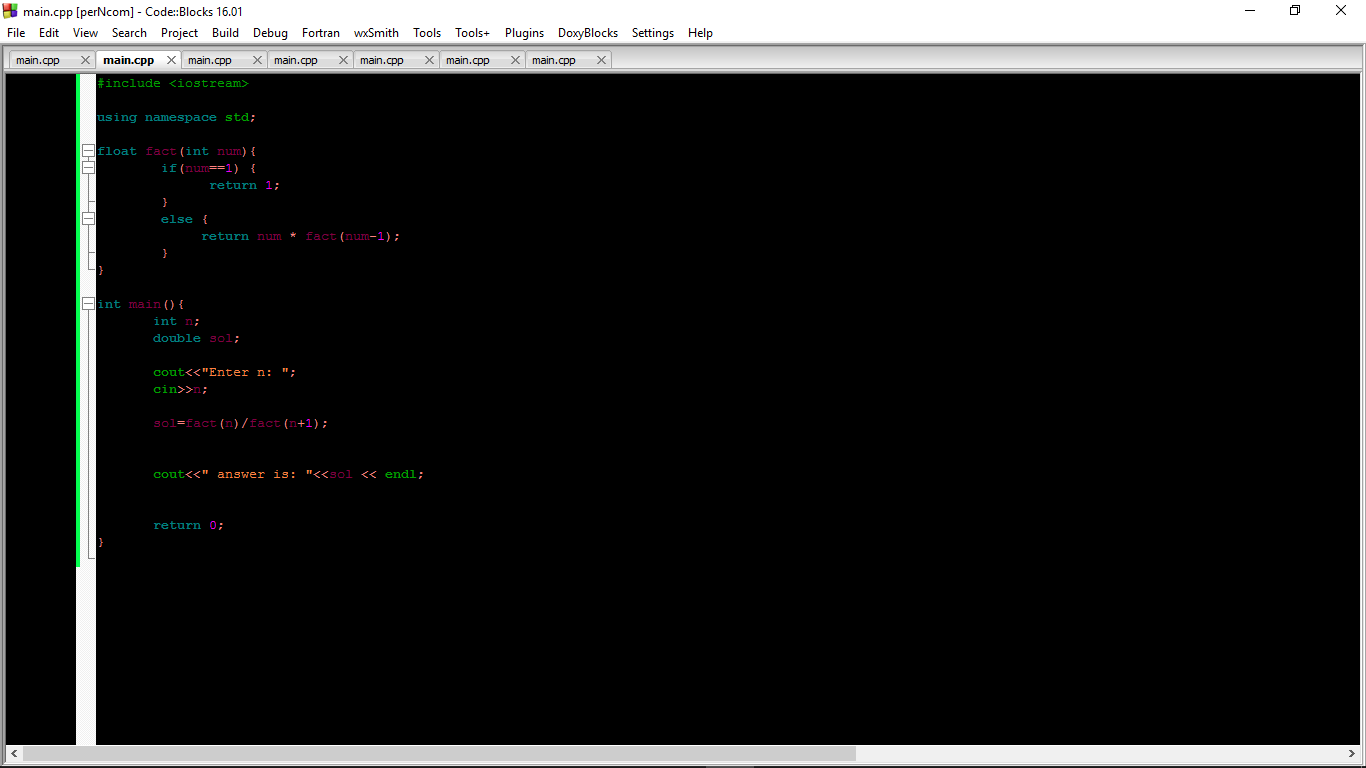 main.cpp [perNcom] - Code::Blocks 16.01
File Edit View Search Project Build Debug Fortran wxSmith Tools Tools+ Plugins DoxyBlocks Settings Help
main.cpp main.cpp main.cpp main.cpp main.cpp main.cpp main.cpp
#include <iostream>
using namespace std;
float fact(int num){
if(num==1) {
return 1;
}
else {
return num * fact(num-1);
}
}
int main(){
int n;
double sol;
cout<<"Enter n: ";
cin>>n;
sol=fact(n)/fact(n+1);
cout<<" answer is: "<<sol << endl;
return 0;
}